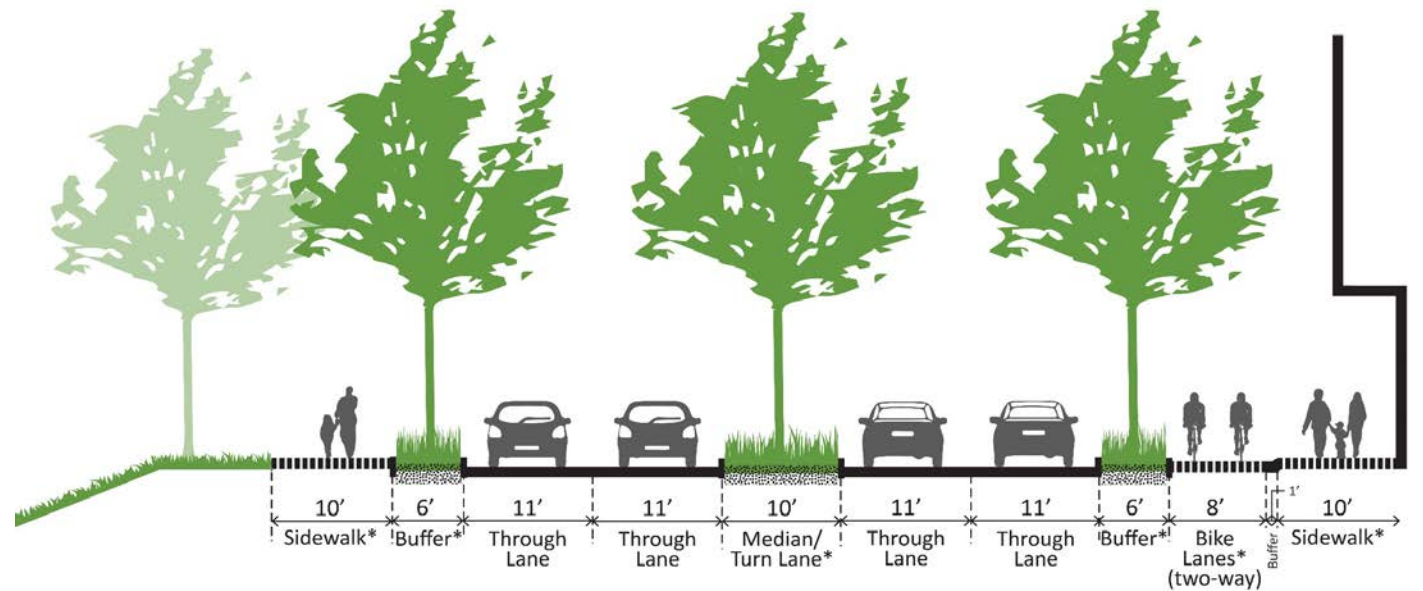 10’ 6’ 11’ 11’ 10’ 11’ 11’ 6’ 8’ 1’ 10’
Sidewalk* Buffer* Through Lane Through Lane Median/ Turn Lane* Through Lane Through Lane Buffer* Bike Lanes* (two-way) Buffer Sidewalk*